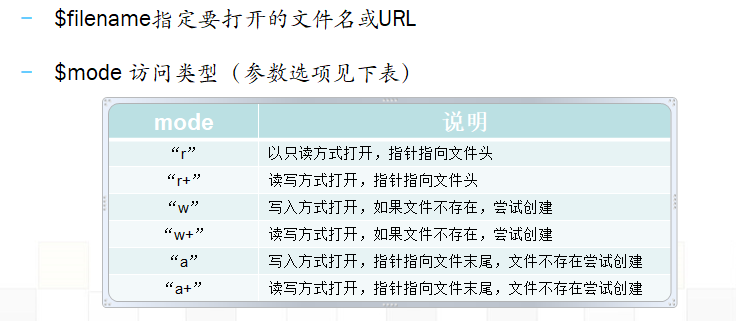 – $filename指定要打开的文件名或URL
– $mode 访问类型（参数选项见下表）
mode 说明
“r” 以只读方式打开，指针指向文件头
“r+” 读写方式打开，指针指向文件头
“w” 写入方式打开，如果文件不存在，尝试创建
“w+” 读写方式打开，如果文件不存在，尝试创建
“a” 写入方式打开，指针指向文件末尾，文件不存在尝试创建
“a+” 读写方式打开，指针指向文件末尾，文件不存在尝试创建